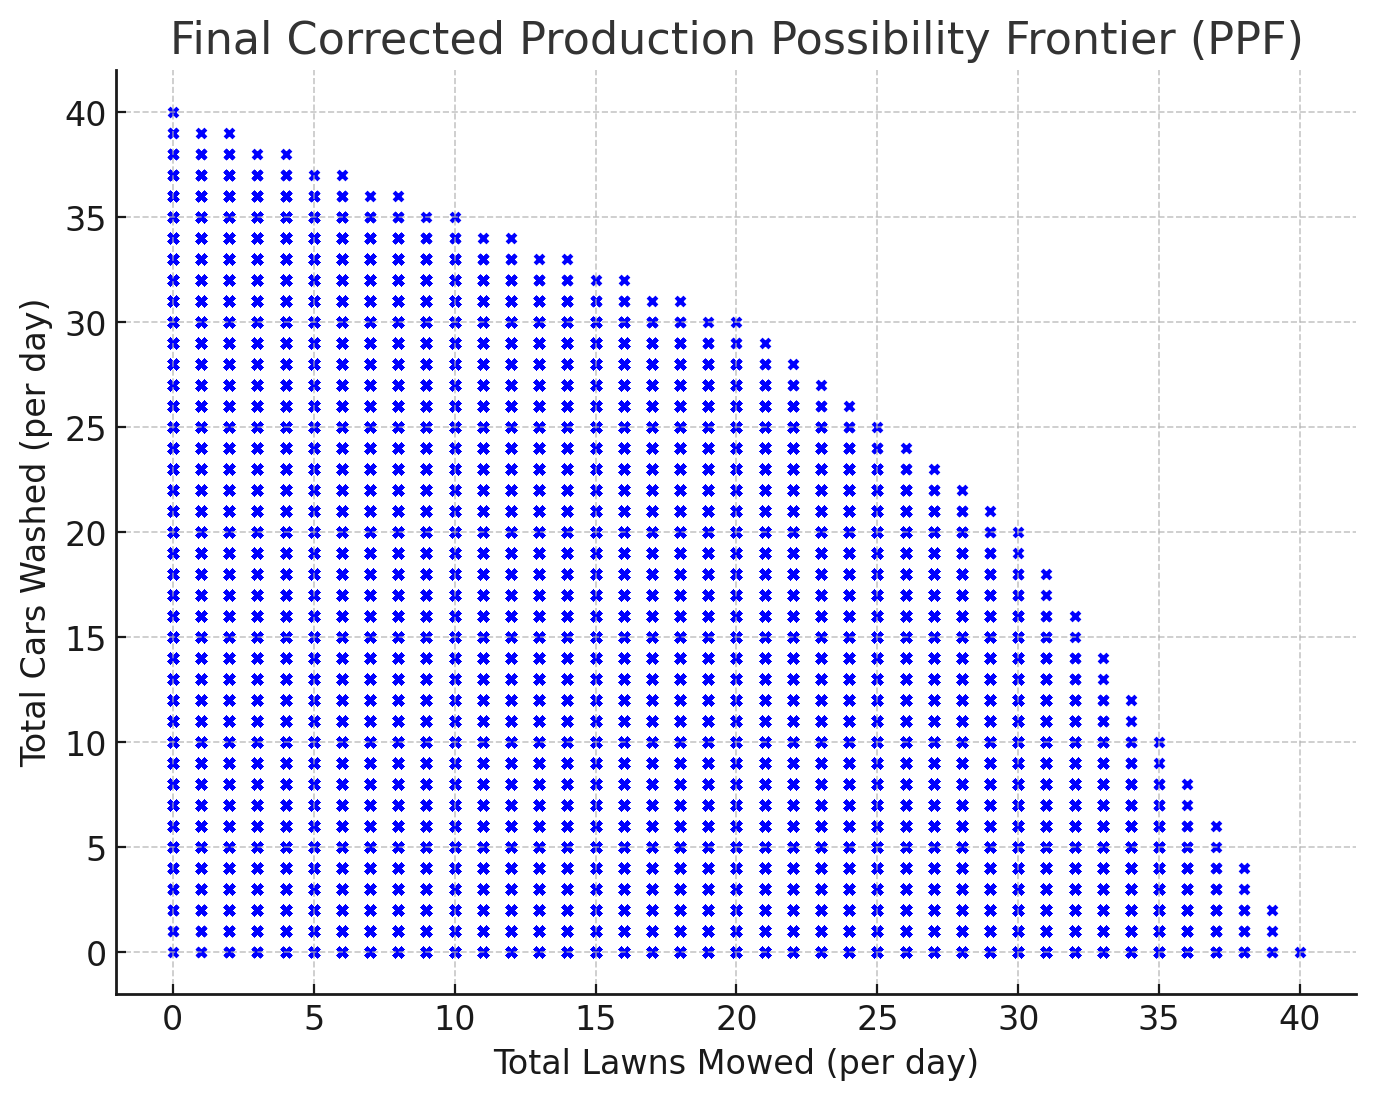 Final Corrected Production Possibility Frontier (PPF)
Total Cars Washed (per day)
40
35
30
25
20
15
10
5
0
0 5 10 15 20 25 30 35 40
Total Lawns Mowed (per day)